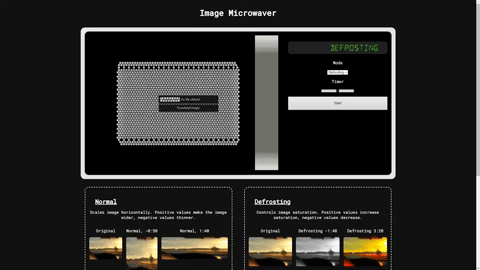 Image Microwaver
DEFROSTING
Mode
Defrosting
Timer
Start
Normal
Scales image horizontally. Positive values make the image
wider, negative values thinner.
Original
Normal, -0:50
Normal, 1:40
Defrosting
Controls image saturation. Positive values increase
saturation, negative values decrease.
Original
Defrosting -1:40
Defrosting 3:20